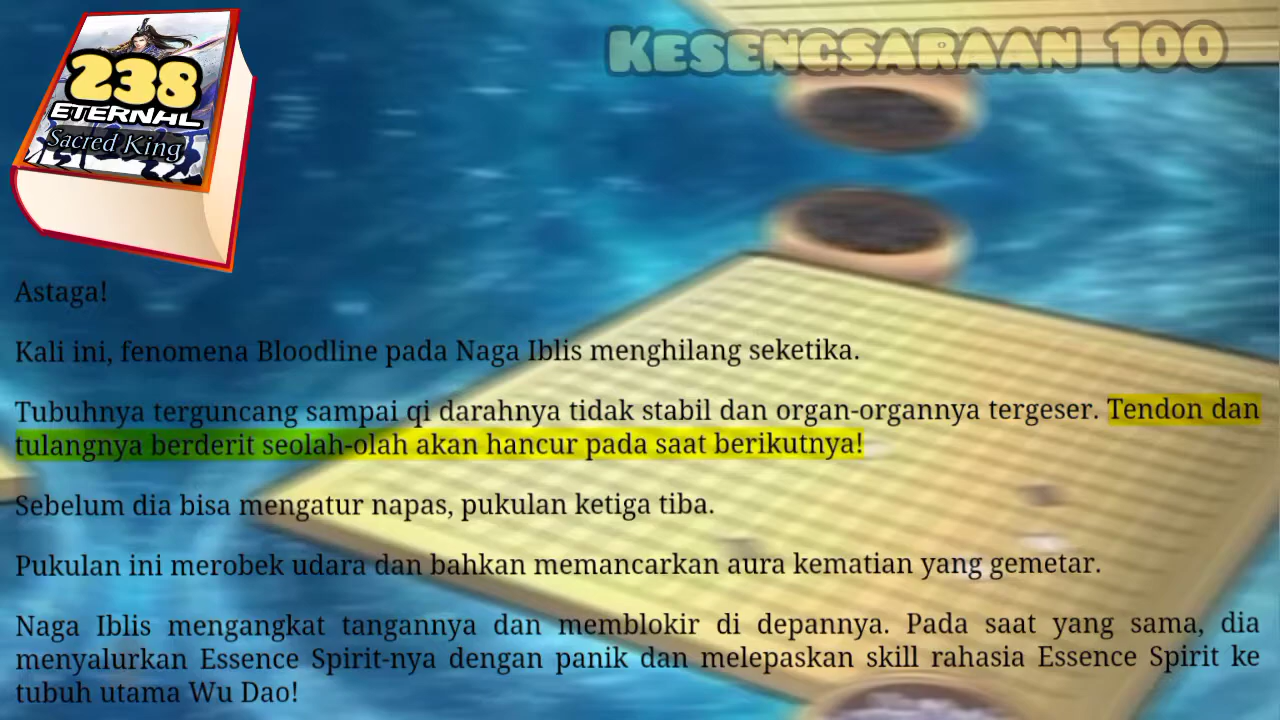 KESENGSARAAN 100
238
ETERNAL
Sacred King
Astaga!
Kali ini, fenomena Bloodline pada Naga Iblis menghilang seketika.
Tubuhnya terguncang sampai qi darahnya tidak stabil dan organ-organnya tergeser. Tendon dan
tulangnya berderit seolah-olah akan hancur pada saat berikutnya!
Sebelum dia bisa mengatur napas, pukulan ketiga tiba.
Pukulan ini merobek udara dan bahkan memancarkan aura kematian yang gemetar.
Naga Iblis mengangkat tangannya dan memblokir di depannya. Pada saat yang sama, dia
menyalurkan Essence Spirit-nya dengan panik dan melepaskan skill rahasia Essence Spirit ke
tubuh utama Wu Dao!